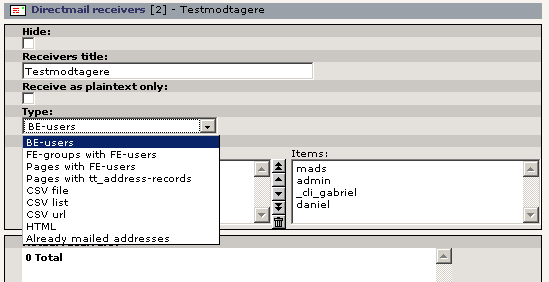 Directmail receivers [2] - Testmodtagere
Hide:
Receivers title:
Testmodtagere
Receive as plaintext only:
Type:
BE-users
BE-users
FE-groups with FE-users
Pages with FE-users
Pages with tt_address-records
CSV file
CSV list
CSV url
HTML
Already mailed addresses
Items:
mads
admin
_cli_gabriel
daniel
0 Total